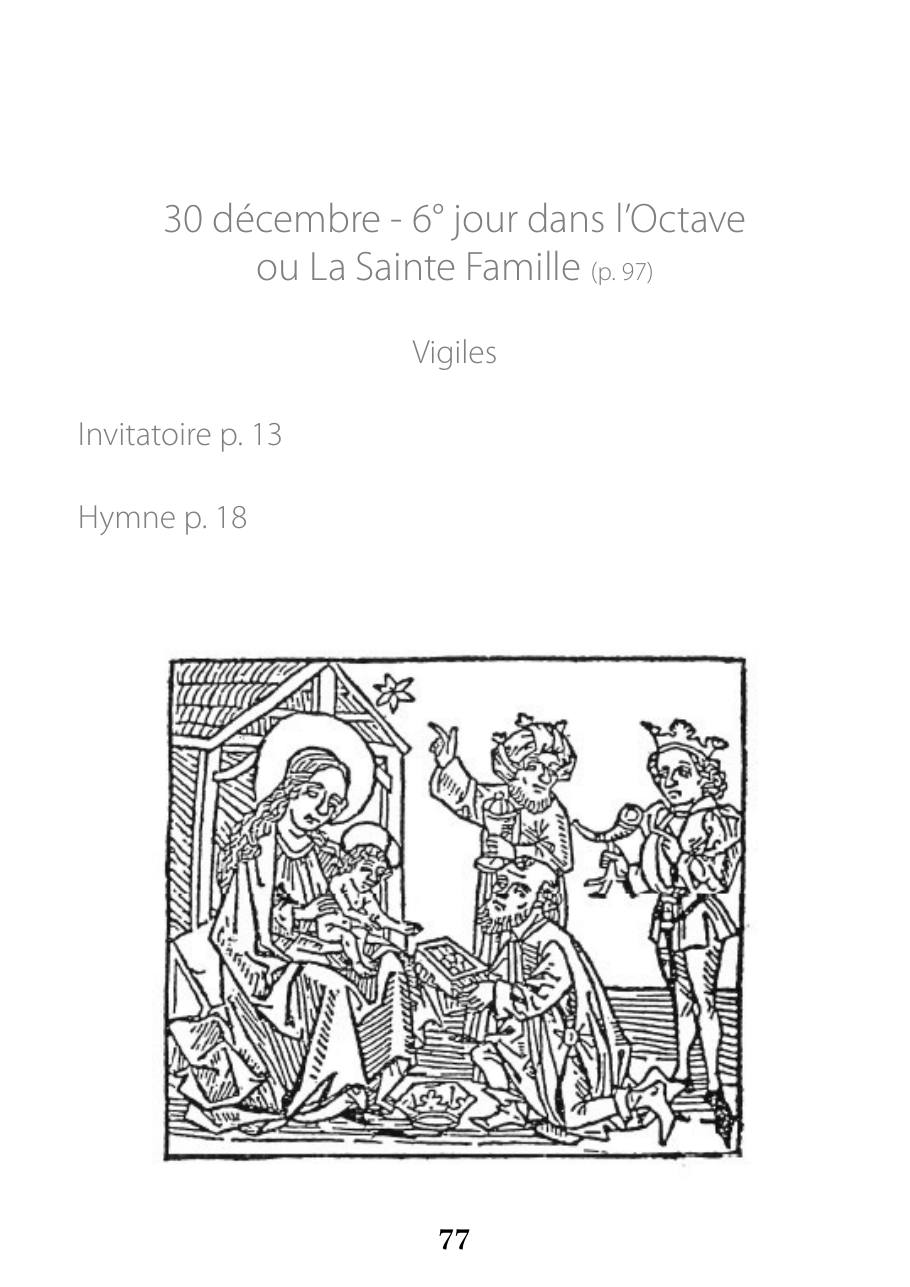 30 décembre - 6° jour dans l’Octave
ou La Sainte Famille (p. 97)
Vigiles
Invitatoire p. 13
Hymne p. 18
77